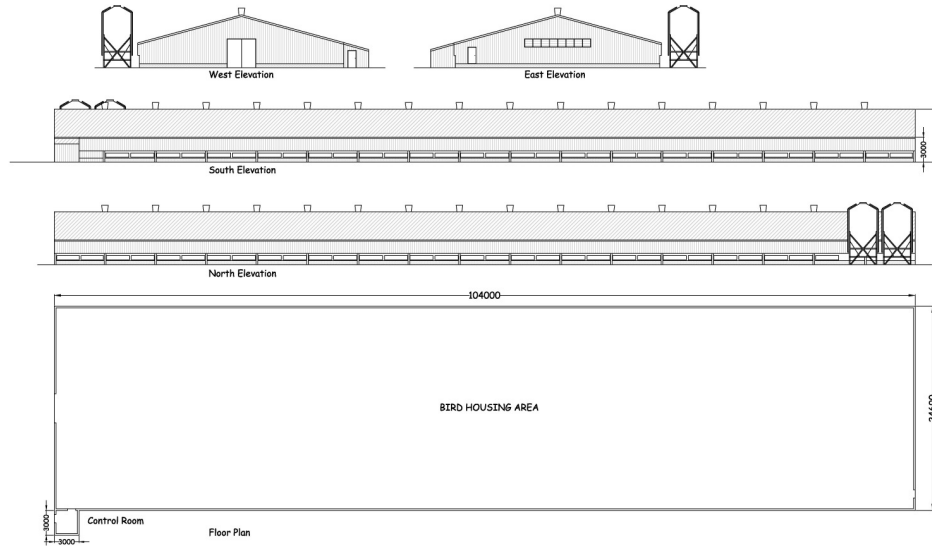 West Elevation
East Elevation
South Elevation
3000
North Elevation
104000
BIRD HOUSING AREA
3000
Control Room
Floor Plan
3000